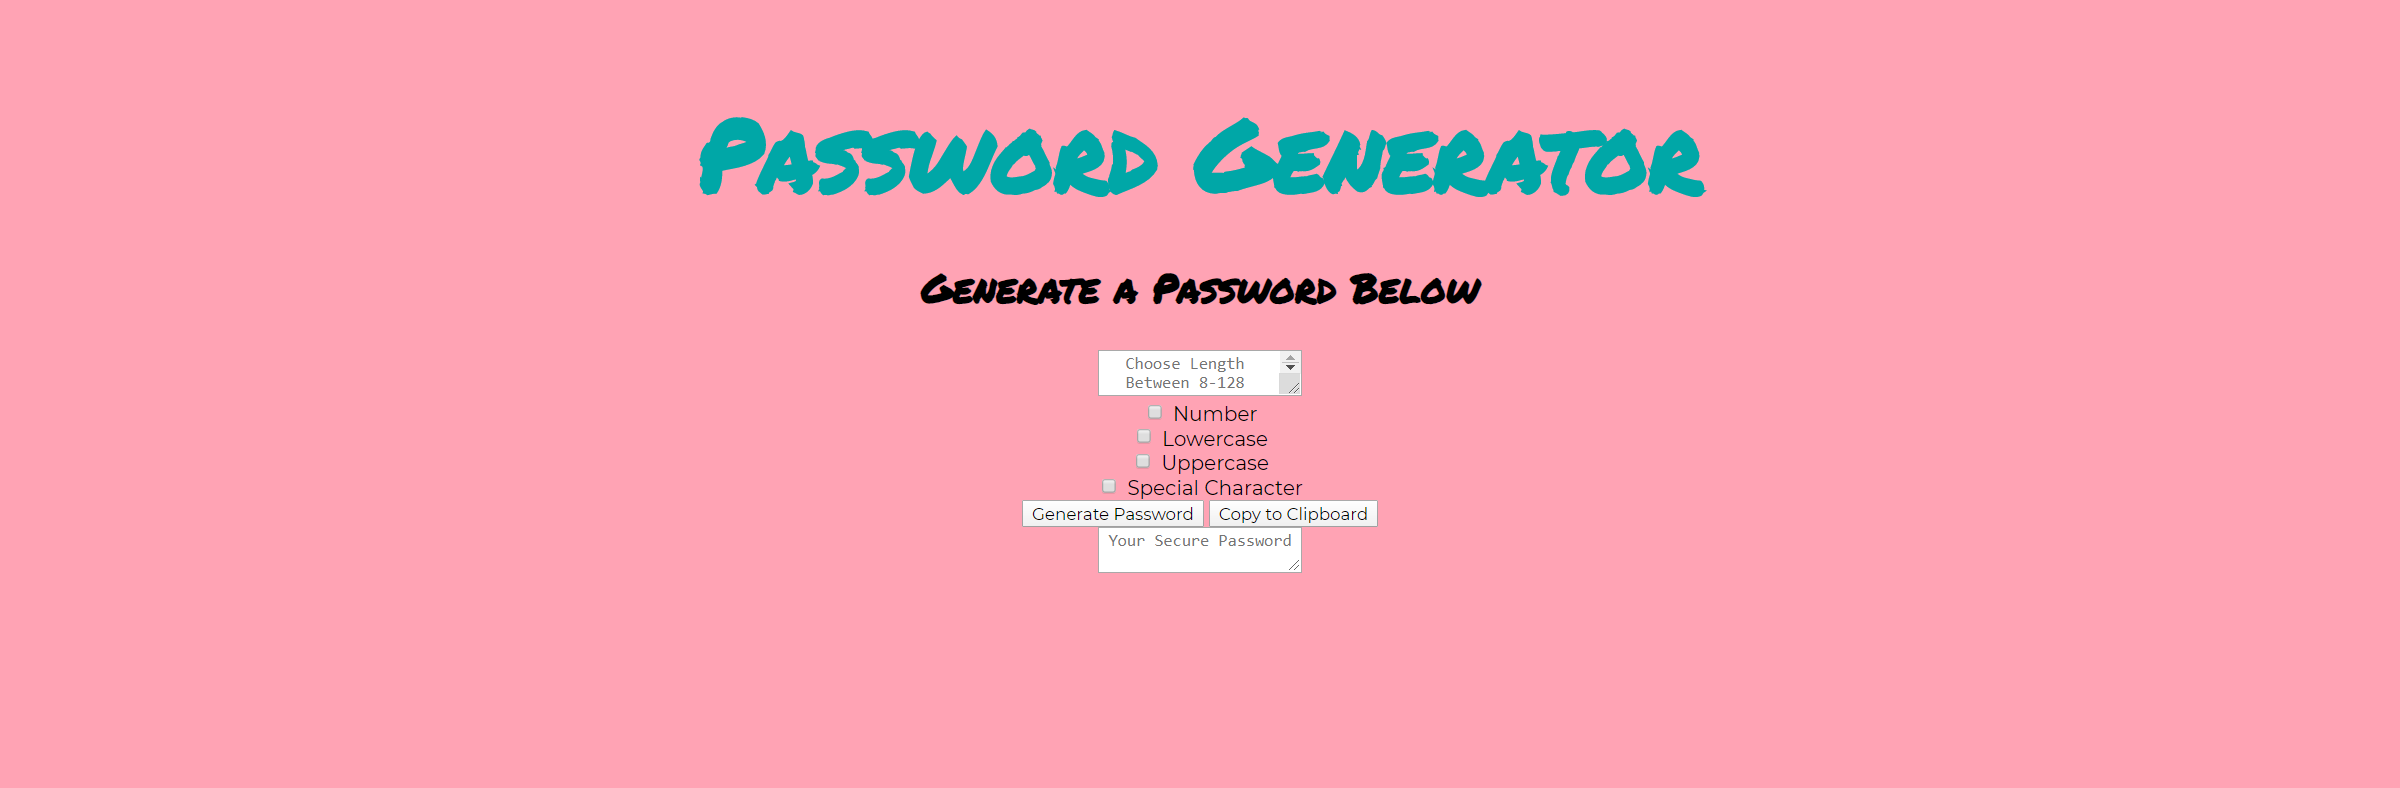 Password Generator
Generate a Password Below
Choose Length
Between 8-128
Number
Lowercase
Uppercase
Special Character
Generate Password Copy to Clipboard
Your Secure Password